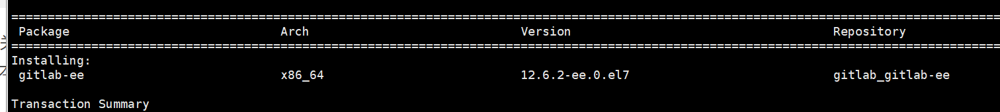 ================================================================================
Package Arch Version Repository
================================================================================
Installing:
gitlab-ee x86_64 12.6.2-ee.0.el7 gitlab_gitlab-ee
Transaction Summary